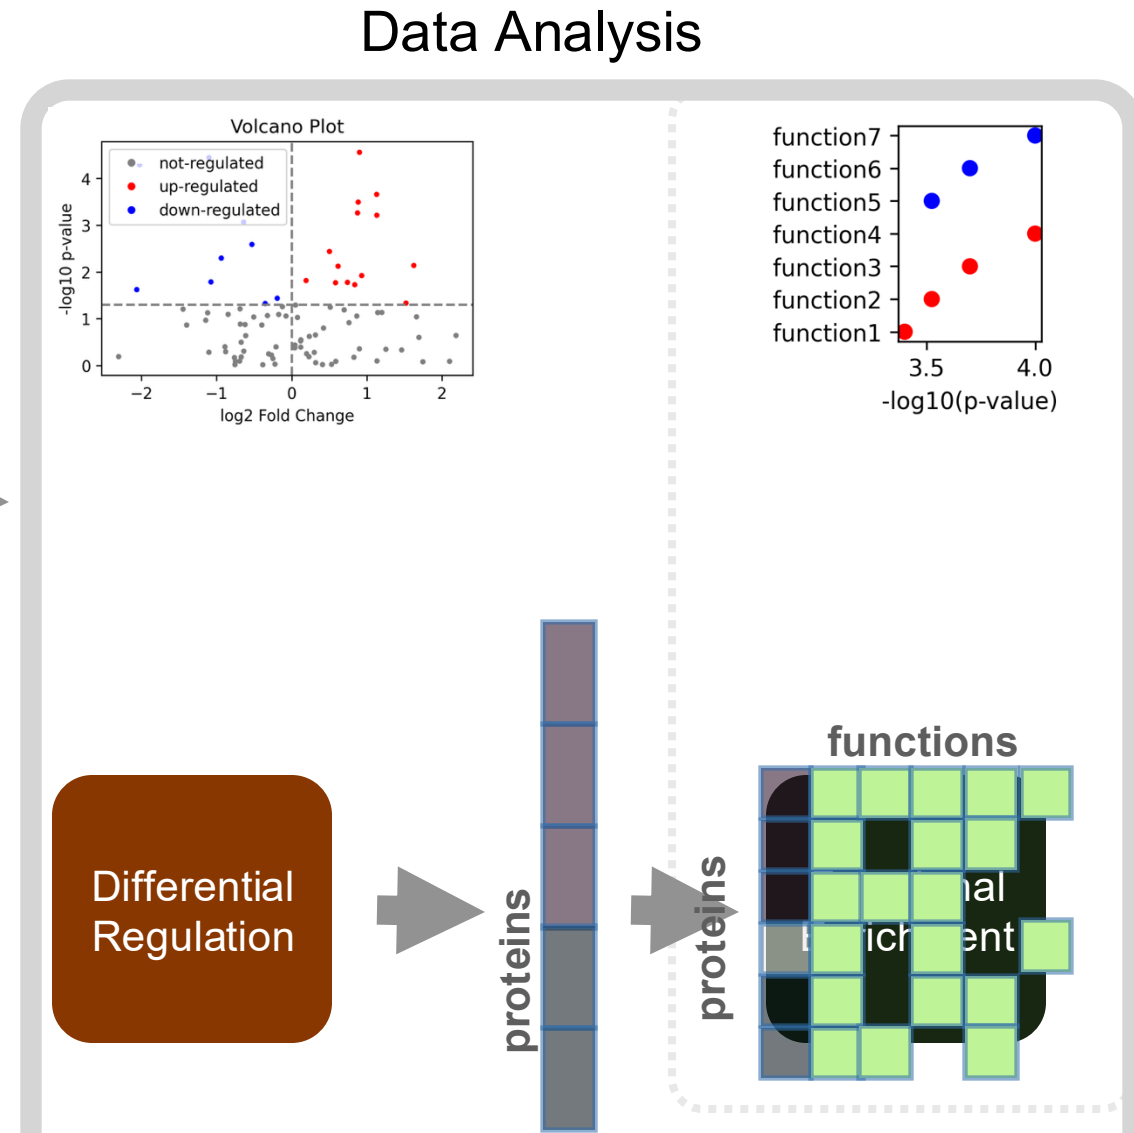 Data Analysis
Volcano Plot
not-regulated
up-regulated
down-regulated
-log10 p-value
4
3
2
1
0
−2
−1
0
1
2
log2 Fold Change
function7
function6
function5
function4
function3
function2
function1
3.5
4.0
-log10(p-value)
functions
Differential
Regulation
proteins
proteins